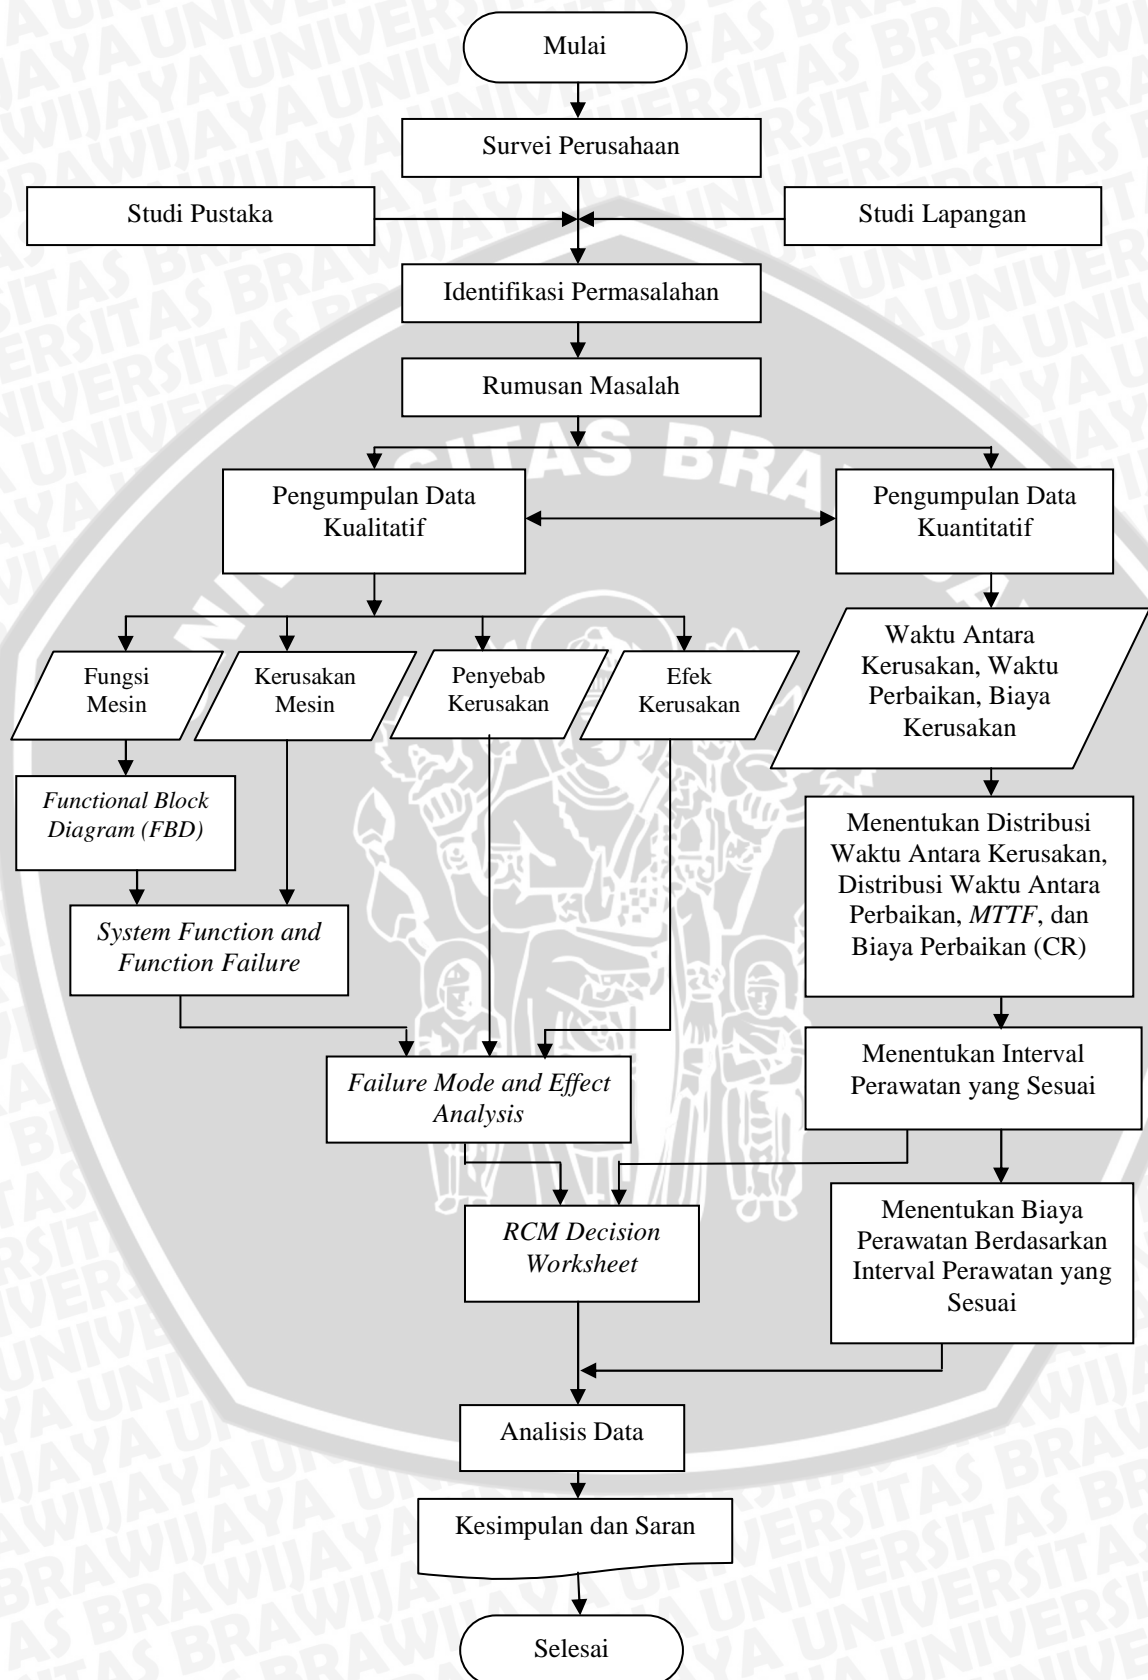 Mulai
Survei Perusahaan
Studi Pustaka
Studi Lapangan
Identifikasi Permasalahan
Rumusan Masalah
Pengumpulan Data
Kualitatif
Pengumpulan Data
Kuantitatif
Fungsi
Mesin
Kerusakan
Mesin
Penyebab
Kerusakan
Efek
Kerusakan
Waktu Antara
Kerusakan, Waktu
Perbaikan, Biaya
Kerusakan
Functional Block
Diagram (FBD)
System Function and
Function Failure
Menentukan Distribusi
Waktu Antara Kerusakan,
Distribusi Waktu Antara
Perbaikan, MTTF, dan
Biaya Perbaikan (CR)
Failure Mode and Effect
Analysis
Menentukan Interval
Perawatan yang Sesuai
RCM Decision
Worksheet
Menentukan Biaya
Perawatan Berdasarkan
Interval Perawatan yang
Sesuai
Analisis Data
Kesimpulan dan Saran
Selesai